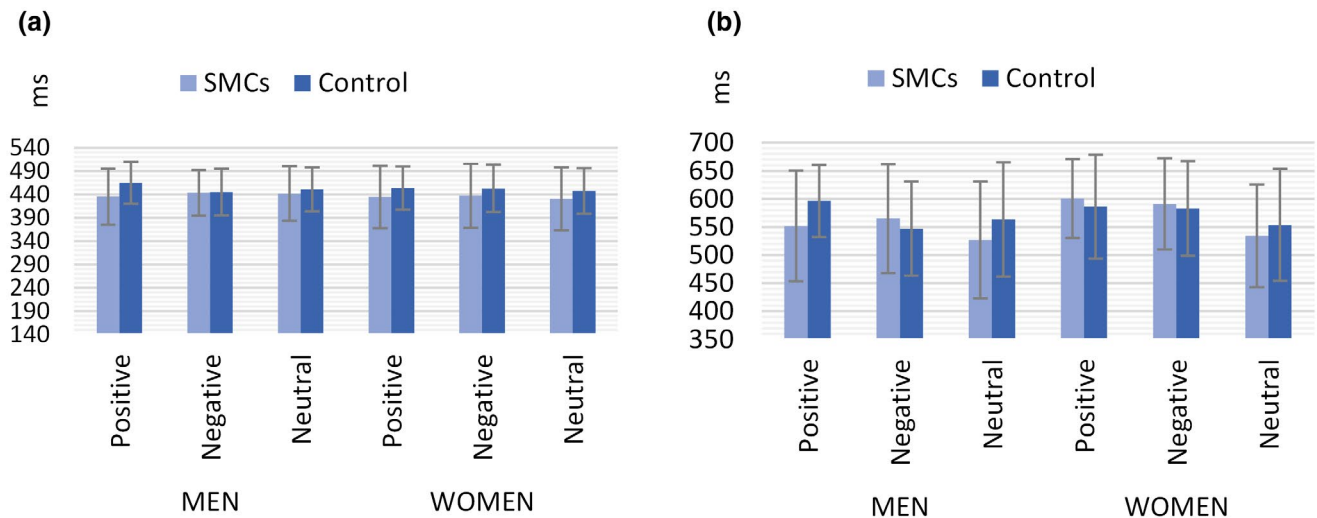 (a)
ms
SMCs Control
540
490
440
390
340
290
240
190
140
Positive
Negative
Neutral
Positive
Negative
Neutral
MEN WOMEN
(b)
ms
SMCs Control
700
650
600
550
500
450
400
350
Positive
Negative
Neutral
Positive
Negative
Neutral
MEN WOMEN